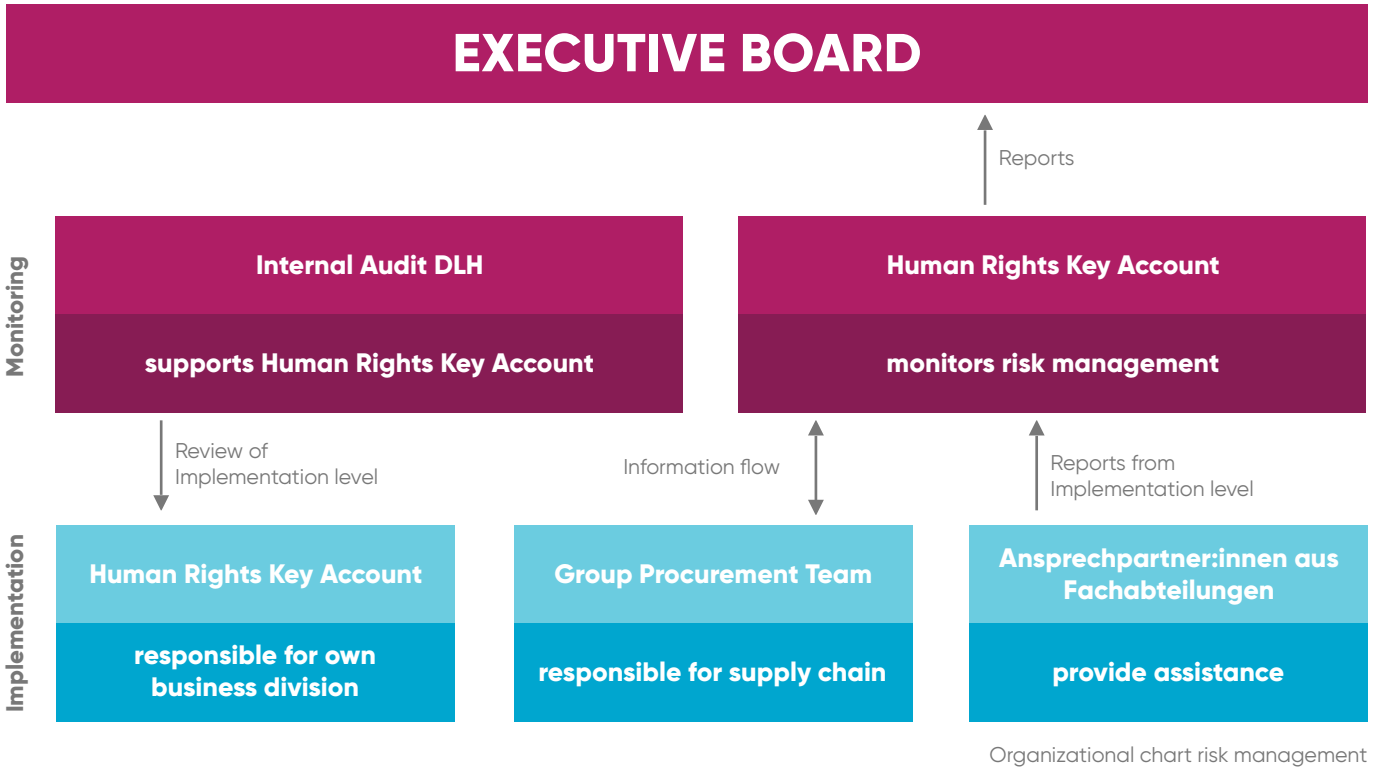 EXECUTIVE BOARD
Reports
Monitoring
Internal Audit DLH
supports Human Rights Key Account
Human Rights Key Account
monitors risk management
Review of
Implementation level
Information flow
Reports from
Implementation level
Implementation
Human Rights Key Account
responsible for own
business division
Group Procurement Team
responsible for supply chain
Ansprechpartner:innen aus
Fachabteilungen
provide assistance
Organizational chart risk management